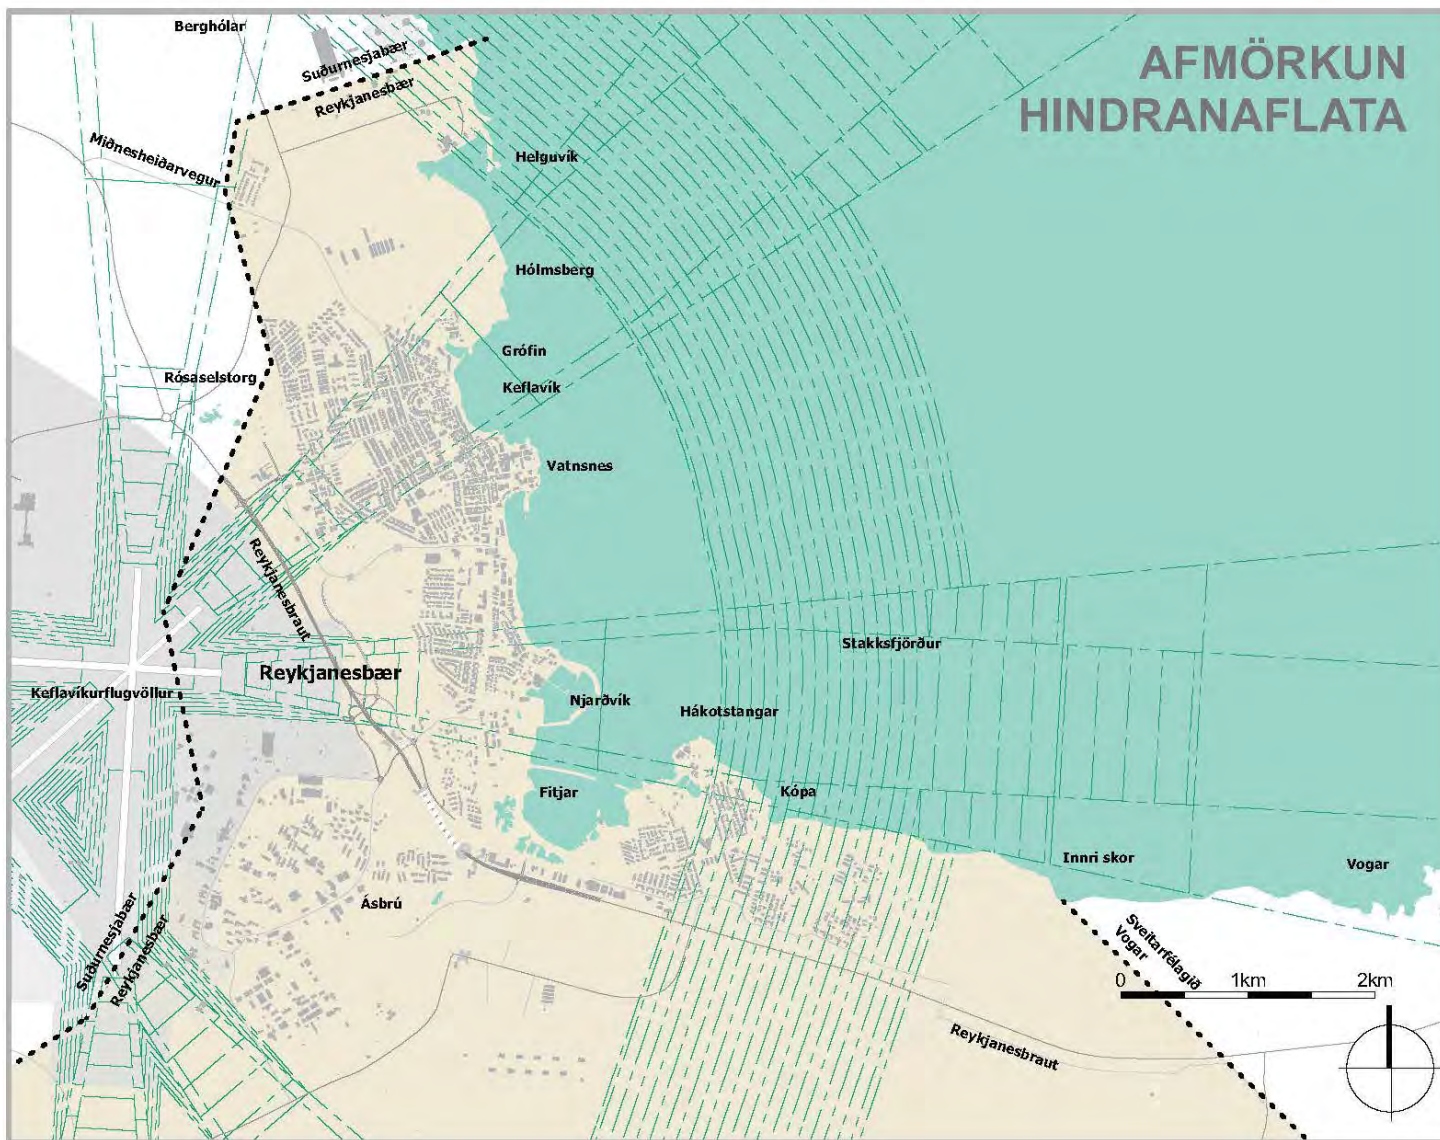 Berghólar
AFMÖRKUN
HINDRANAFLATA
Suðurnesjabær
Reykjanesbær
Miðnesheiðarvegur
Helguvík
Hólmsberg
Grófin
Rósaselstorg
Keflavík
Vatnsnes
Reykjanesbraut
Stakksfjörður
Reykjanesbær
Keflavíkurflugvöllur
Njarðvík
Hákotstangar
Fitjar
Kópa
Innri skor
Vogar
Ásbrú
Suðurnesjabær
Reykjanesbær
Sveitarfélagið
Vogar
0 1km 2km
Reykjanesbraut